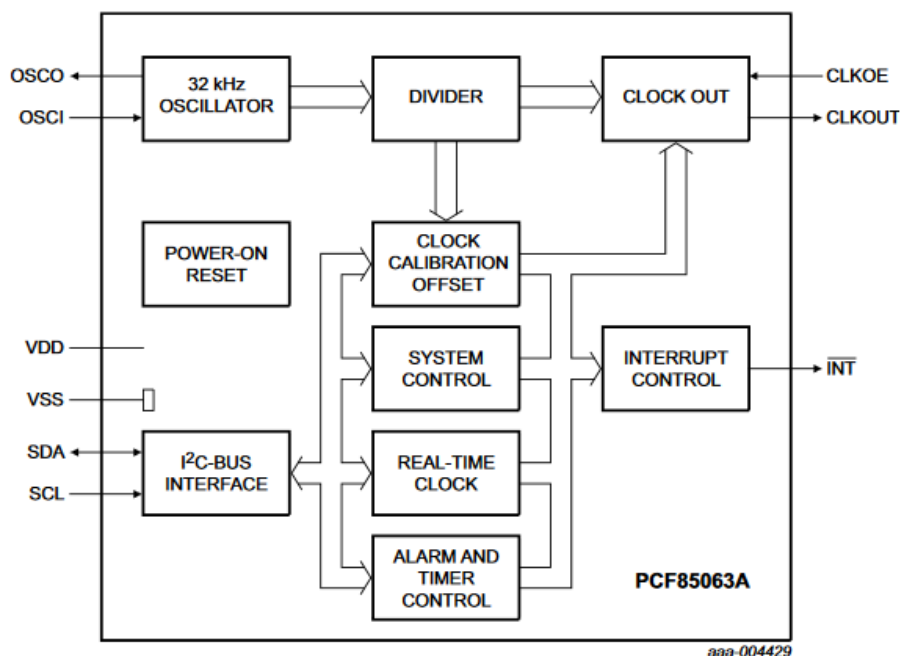 OSCO
OSCI
32 kHz
OSCILLATOR
DIVIDER
CLOCK OUT
CLKOE
CLKOUT
POWER-ON
RESET
CLOCK
CALIBRATION
OFFSET
VDD
VSS
SYSTEM
CONTROL
INTERRUPT
CONTROL
INT
SDA
SCL
I²C-BUS
INTERFACE
REAL-TIME
CLOCK
ALARM AND
TIMER
CONTROL
PCF85063A
aaa-004429